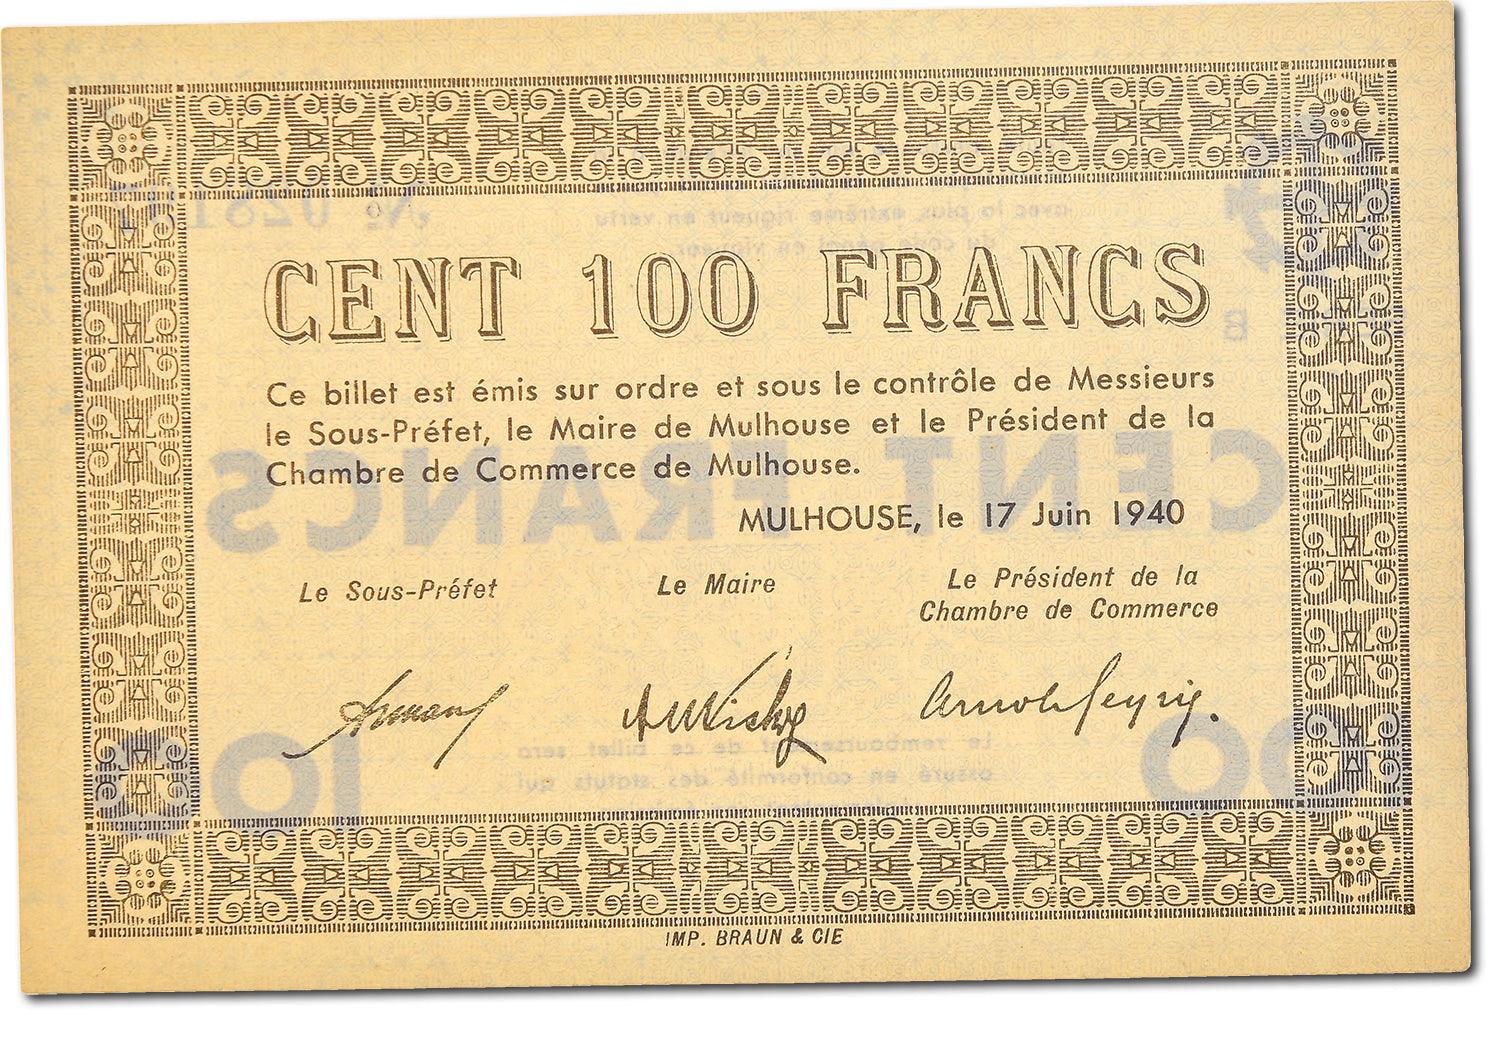 CENT 100 FRANCS
Ce billet est émis sur ordre et sous le contrôle de Messieurs
le Sous-Préfet, le Maire de Mulhouse et le Président de la
Chambre de Commerce de Mulhouse.
MULHOUSE, le 17 Juin 1940
Le Sous-Préfet
Le Maire
Le Président de la
Chambre de Commerce
IMP. BRAUN & CIE